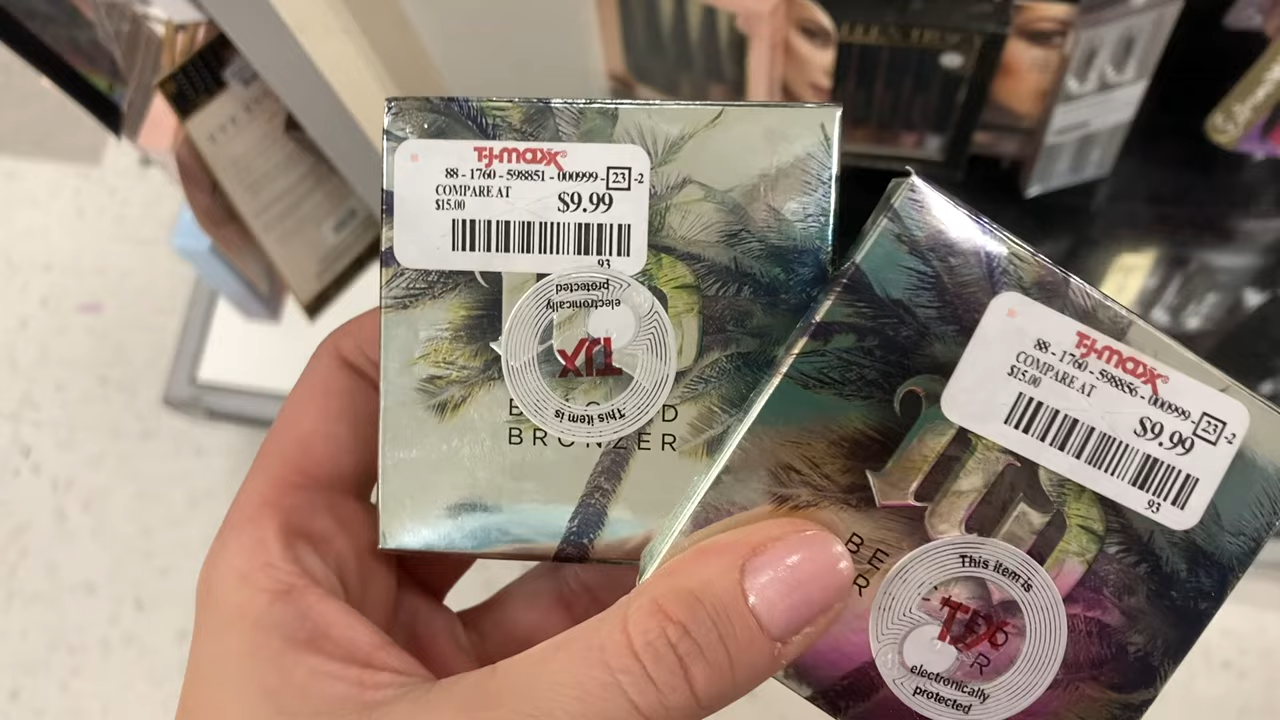 T·J·maxx
88 - 1760 - 598851 - 000999 - 23 -2
COMPARE AT
$15.00
$9.99
93
This item is
electronically
protected
TJX
BRONZER
T·J·maxx
88 - 1760 - 598856 - 000999 - 23 -2
COMPARE AT
$15.00
$9.99
93
BE
R
This item is
TJX
electronically
protected